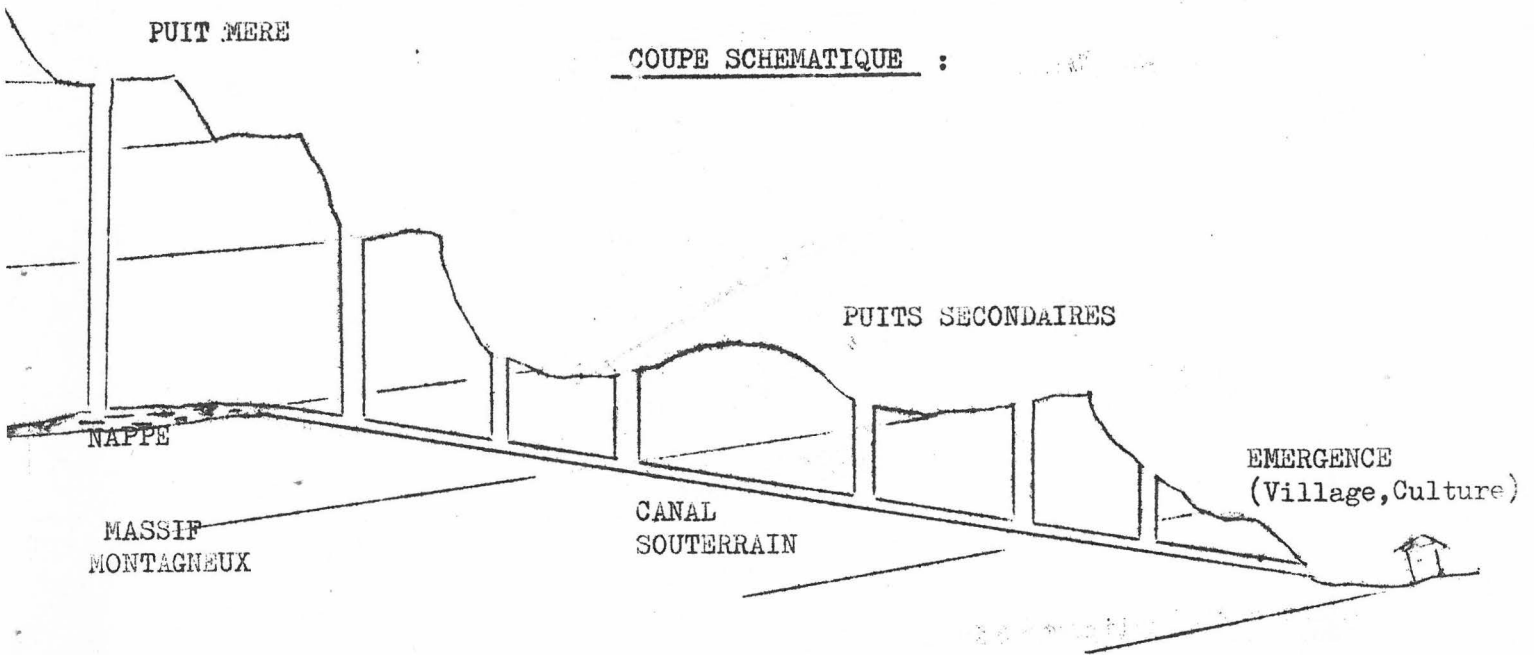 PUIT MERE
COUPE SCHEMATIQUE :
PUITS SECONDAIRES
NAPPE
EMERGENCE
(Village,Culture)
CANAL
SOUTERRAIN
MASSIF
MONTAGNEUX